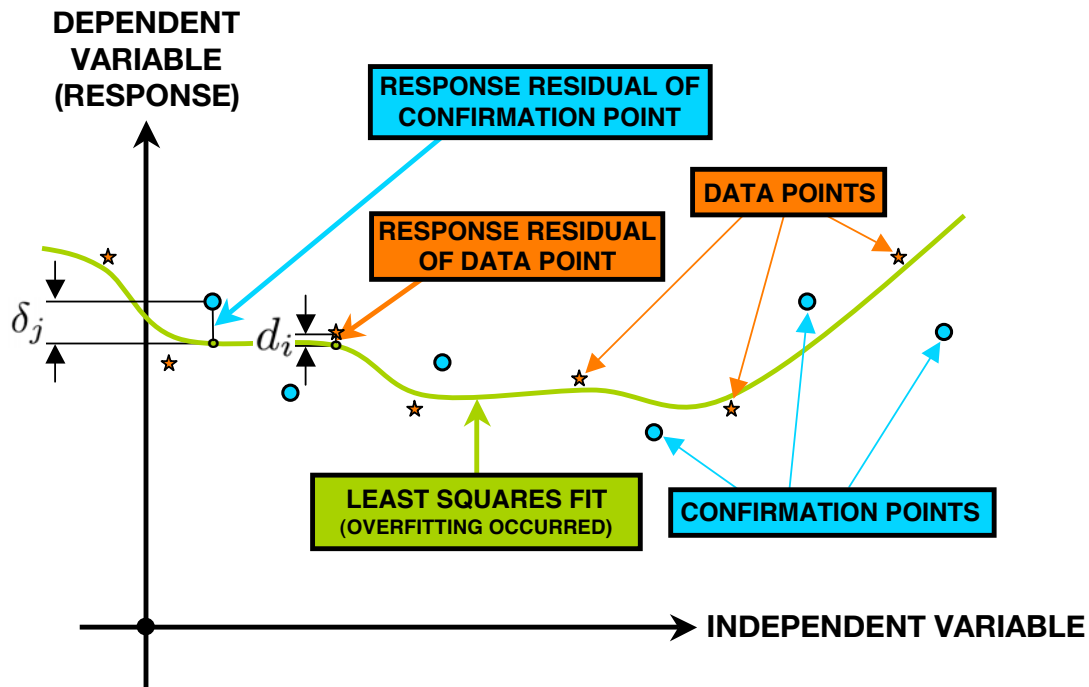 DEPENDENT
VARIABLE
(RESPONSE)
RESPONSE RESIDUAL OF
CONFIRMATION POINT
DATA POINTS
RESPONSE RESIDUAL
OF DATA POINT
δj
di
LEAST SQUARES FIT
(OVERFITTING OCCURRED)
CONFIRMATION POINTS
INDEPENDENT VARIABLE